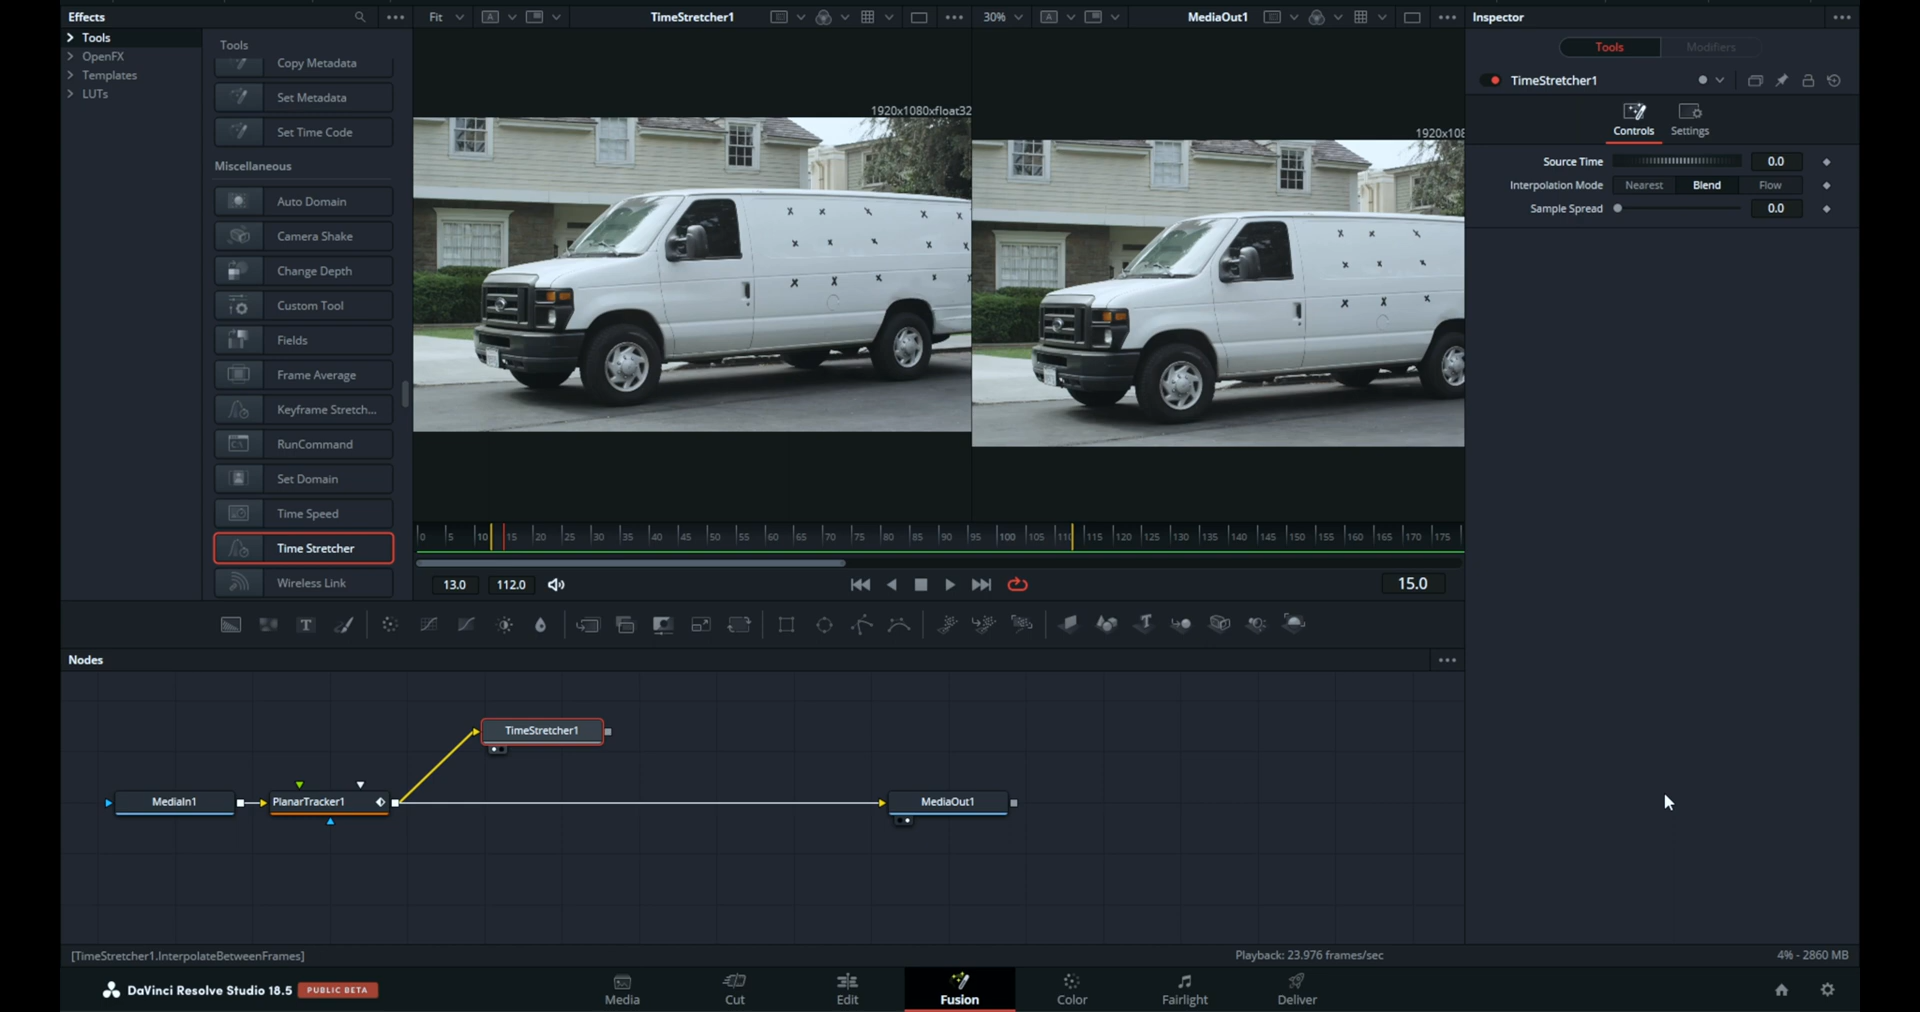 Effects
Fit
TimeStretcher1
30%
MediaOut1
Inspector
Tools
OpenFX
Templates
LUTs
Tools
Copy Metadata
Set Metadata
Set Time Code
Miscellaneous
Auto Domain
Camera Shake
Change Depth
Custom Tool
Fields
Frame Average
Keyframe Stretch...
RunCommand
Set Domain
Time Speed
Time Stretcher
Wireless Link
1920x1080xfloat32
1920x108
Tools
Modifiers
TimeStretcher1
Controls
Settings
Source Time
0.0
Interpolation Mode
Nearest
Blend
Flow
Sample Spread
0.0
0 5 10 15 20 25 30 35 40 45 50 55 60 65 70 75 80 85 90 95 100 105 110 115 120 125 130 135 140 145 150 155 160 165 170 175
13.0
112.0
15.0
Nodes
TimeStretcher1
MediaIn1
PlanarTracker1
MediaOut1
[TimeStretcher1.InterpolateBetweenFrames]
Playback: 23.976 frames/sec
4% - 2860 MB
DaVinci Resolve Studio 18.5
PUBLIC BETA
Media
Cut
Edit
Fusion
Color
Fairlight
Deliver